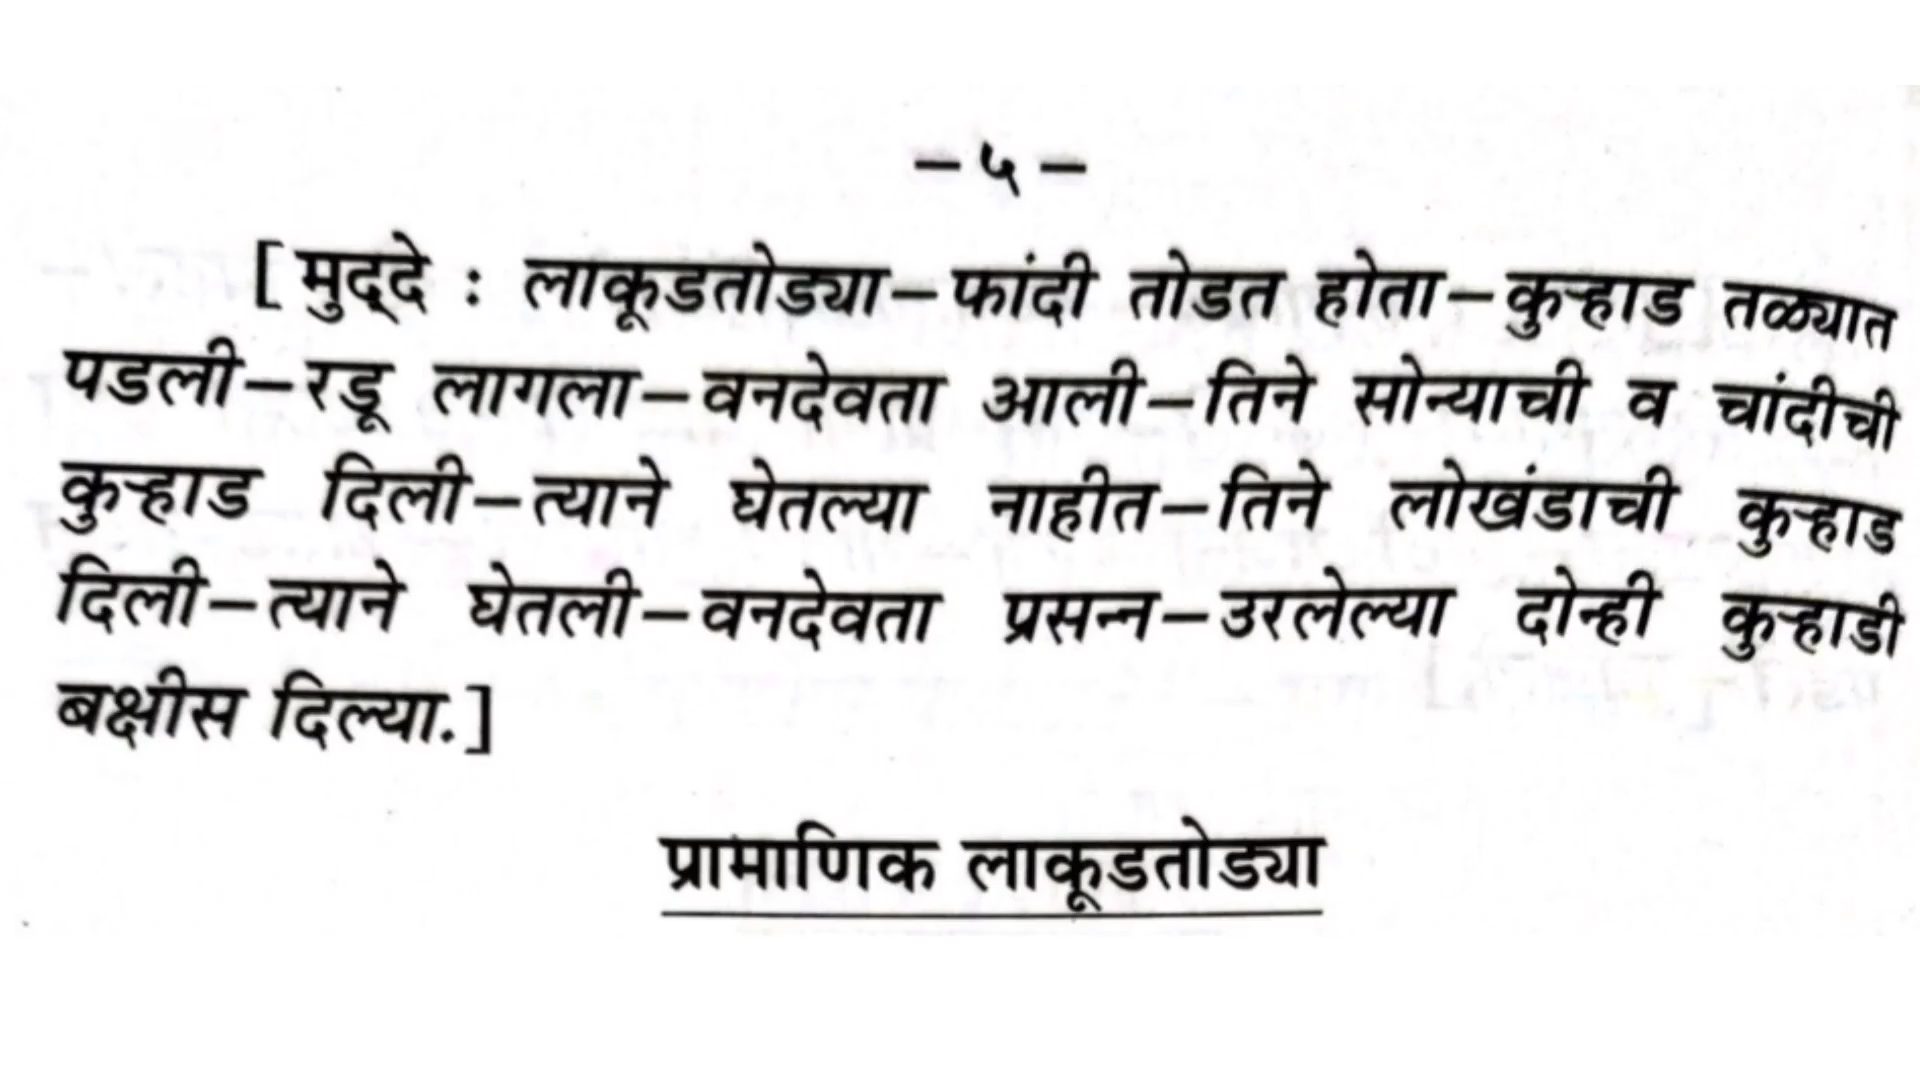 – ५ –
[ मुद्‌दे : लाकूडतोड्या – फांदी तोडत होता – कुऱ्हाड तळ्यात
पडली – रडू लागला – वनदेवता आली – तिने सोन्याची व चांदीची
कुऱ्हाड दिली – त्याने घेतल्या नाहीत – तिने लोखंडाची कुऱ्हाड
दिली – त्याने घेतली – वनदेवता प्रसन्न – उरलेल्या दोन्ही कुऱ्हाडी
बक्षीस दिल्या. ]
प्रामाणिक लाकूडतोड्या